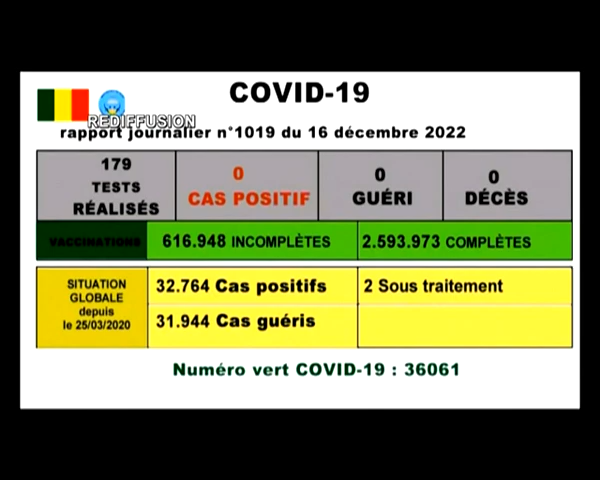 COVID-19
REDIFFUSION
rapport journalier n°1019 du 16 décembre 2022
179
TESTS
RÉALISÉS
0
CAS POSITIF
0
GUÉRI
0
DÉCÈS
VACCINATIONS
616.948 INCOMPLÈTES
2.593.973 COMPLÈTES
SITUATION
GLOBALE
depuis
le 25/03/2020
32.764 Cas positifs
2 Sous traitement
31.944 Cas guéris
Numéro vert COVID-19 : 36061